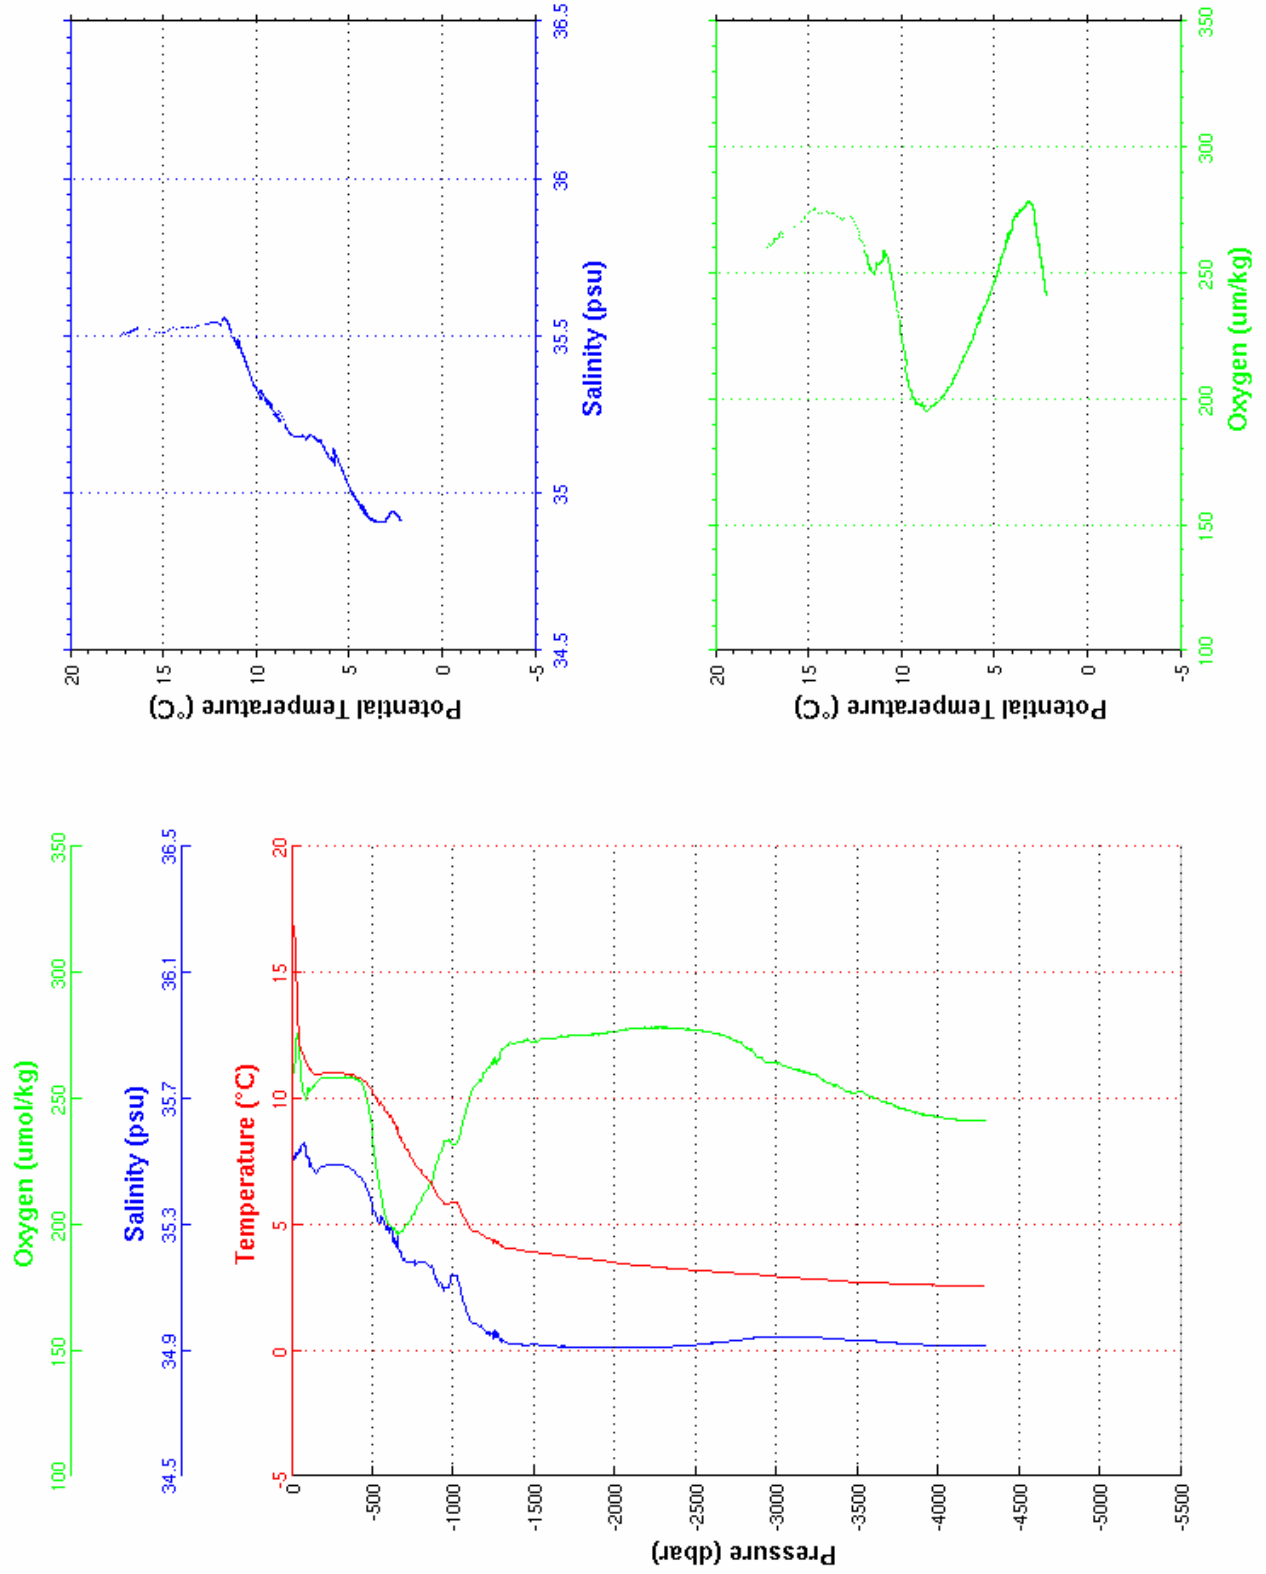 Oxygen (umol/kg)
100 150 200 250 300 350
Salinity (psu)
34.5 34.9 35.3 35.7 36.1 36.5
Temperature (°C)
-5 0 5 10 15 20
0
-500
-1000
-1500
-2000
-2500
-3000
-3500
-4000
-4500
-5000
-5500
Pressure (dbar)
20
15
10
5
0
-5
Potential Temperature (°C)
34.5 35 35.5 36 36.5
Salinity (psu)
20
15
10
5
0
-5
Potential Temperature (°C)
100 150 200 250 300 350
Oxygen (um/kg)